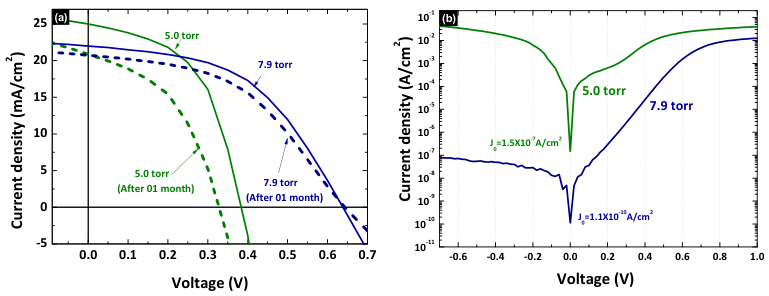 (a)
5.0 torr
7.9 torr
5.0 torr
(After 01 month)
7.9 torr
(After 01 month)
25
20
15
10
5
0
-5
0.0 0.1 0.2 0.3 0.4 0.5 0.6 0.7
Current density (mA/cm²)
Voltage (V)
(b)
5.0 torr
7.9 torr
J₀=1.5X10⁻⁷A/cm²
J₀=1.1X10⁻¹⁰A/cm²
10⁻¹
10⁻²
10⁻³
10⁻⁴
10⁻⁵
10⁻⁶
10⁻⁷
10⁻⁸
10⁻⁹
10⁻¹⁰
10⁻¹¹
-0.6 -0.4 -0.2 0.0 0.2 0.4 0.6 0.8 1.0
Current density (A/cm²)
Voltage (V)